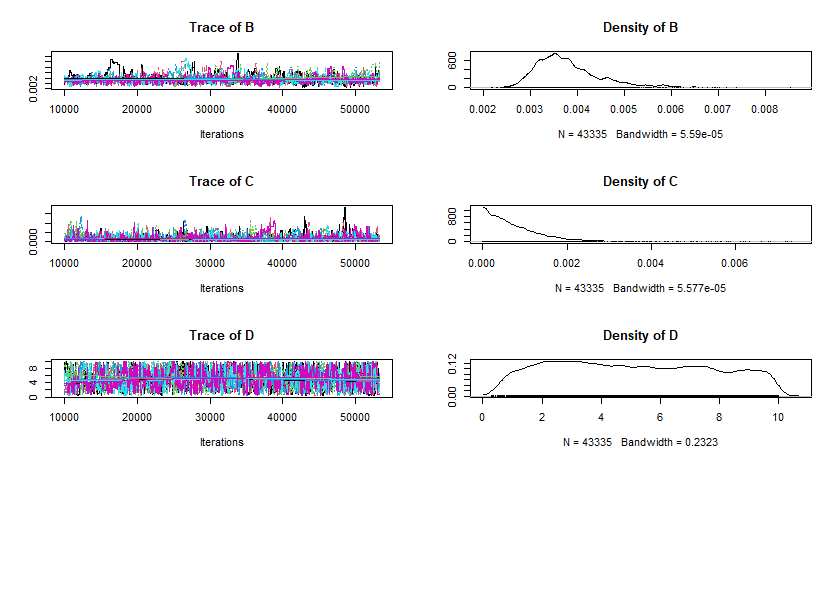 Trace of B
0.002
10000 20000 30000 40000 50000
Iterations
Density of B
0 600
0.002 0.003 0.004 0.005 0.006 0.007 0.008
N = 43335 Bandwidth = 5.59e-05
Trace of C
0.000
10000 20000 30000 40000 50000
Iterations
Density of C
0 800
0.000 0.002 0.004 0.006
N = 43335 Bandwidth = 5.577e-05
Trace of D
0 4 8
10000 20000 30000 40000 50000
Iterations
Density of D
0.00 0.12
0 2 4 6 8 10
N = 43335 Bandwidth = 0.2323